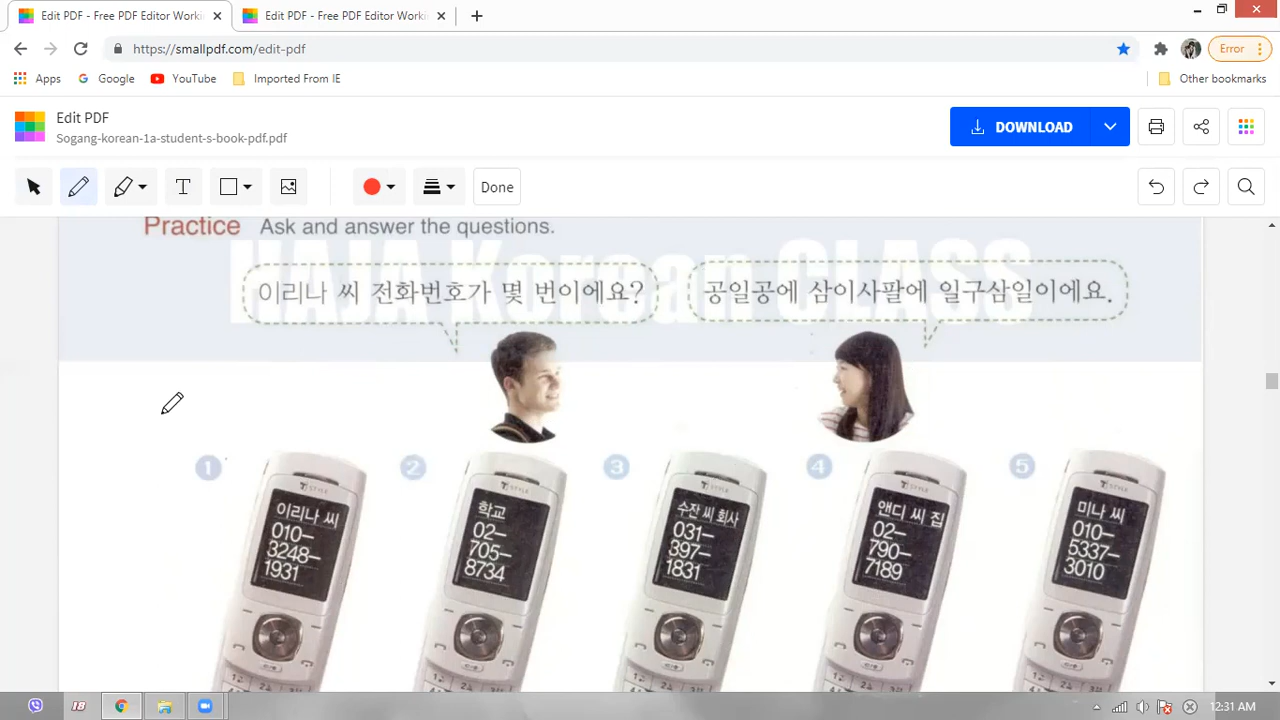 Edit PDF - Free PDF Editor Worki
Edit PDF - Free PDF Editor Worki
https://smallpdf.com/edit-pdf
Error
Apps
Google
YouTube
Imported From IE
Other bookmarks
Edit PDF
Sogang-korean-1a-student-s-book-pdf.pdf
DOWNLOAD
T
Done
Practice Ask and answer the questions.
HAJA Korean CLASS
이리나 씨 전화번호가 몇 번이에요?
공일공에 삼이사팔에 일구삼일이에요.
1
STYLE
이리나 씨
010–
3248–
1931
2
STYLE
학교
02–
705–
8734
3
STYLE
수잔 씨 회사
031–
397–
1831
4
STYLE
앤디 씨 집
02–
790–
7189
5
STYLE
미나 씨
010–
5337–
3010
12:31 AM